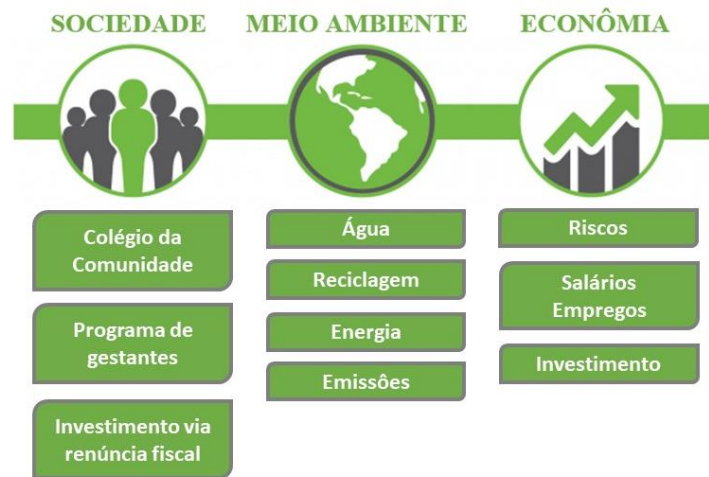 SOCIEDADE
MEIO AMBIENTE
ECONÔMIA
Colégio da
Comunidade
Programa de
gestantes
Investimento via
renúncia fiscal
Água
Reciclagem
Energia
Emissôes
Riscos
Salários
Empregos
Investimento